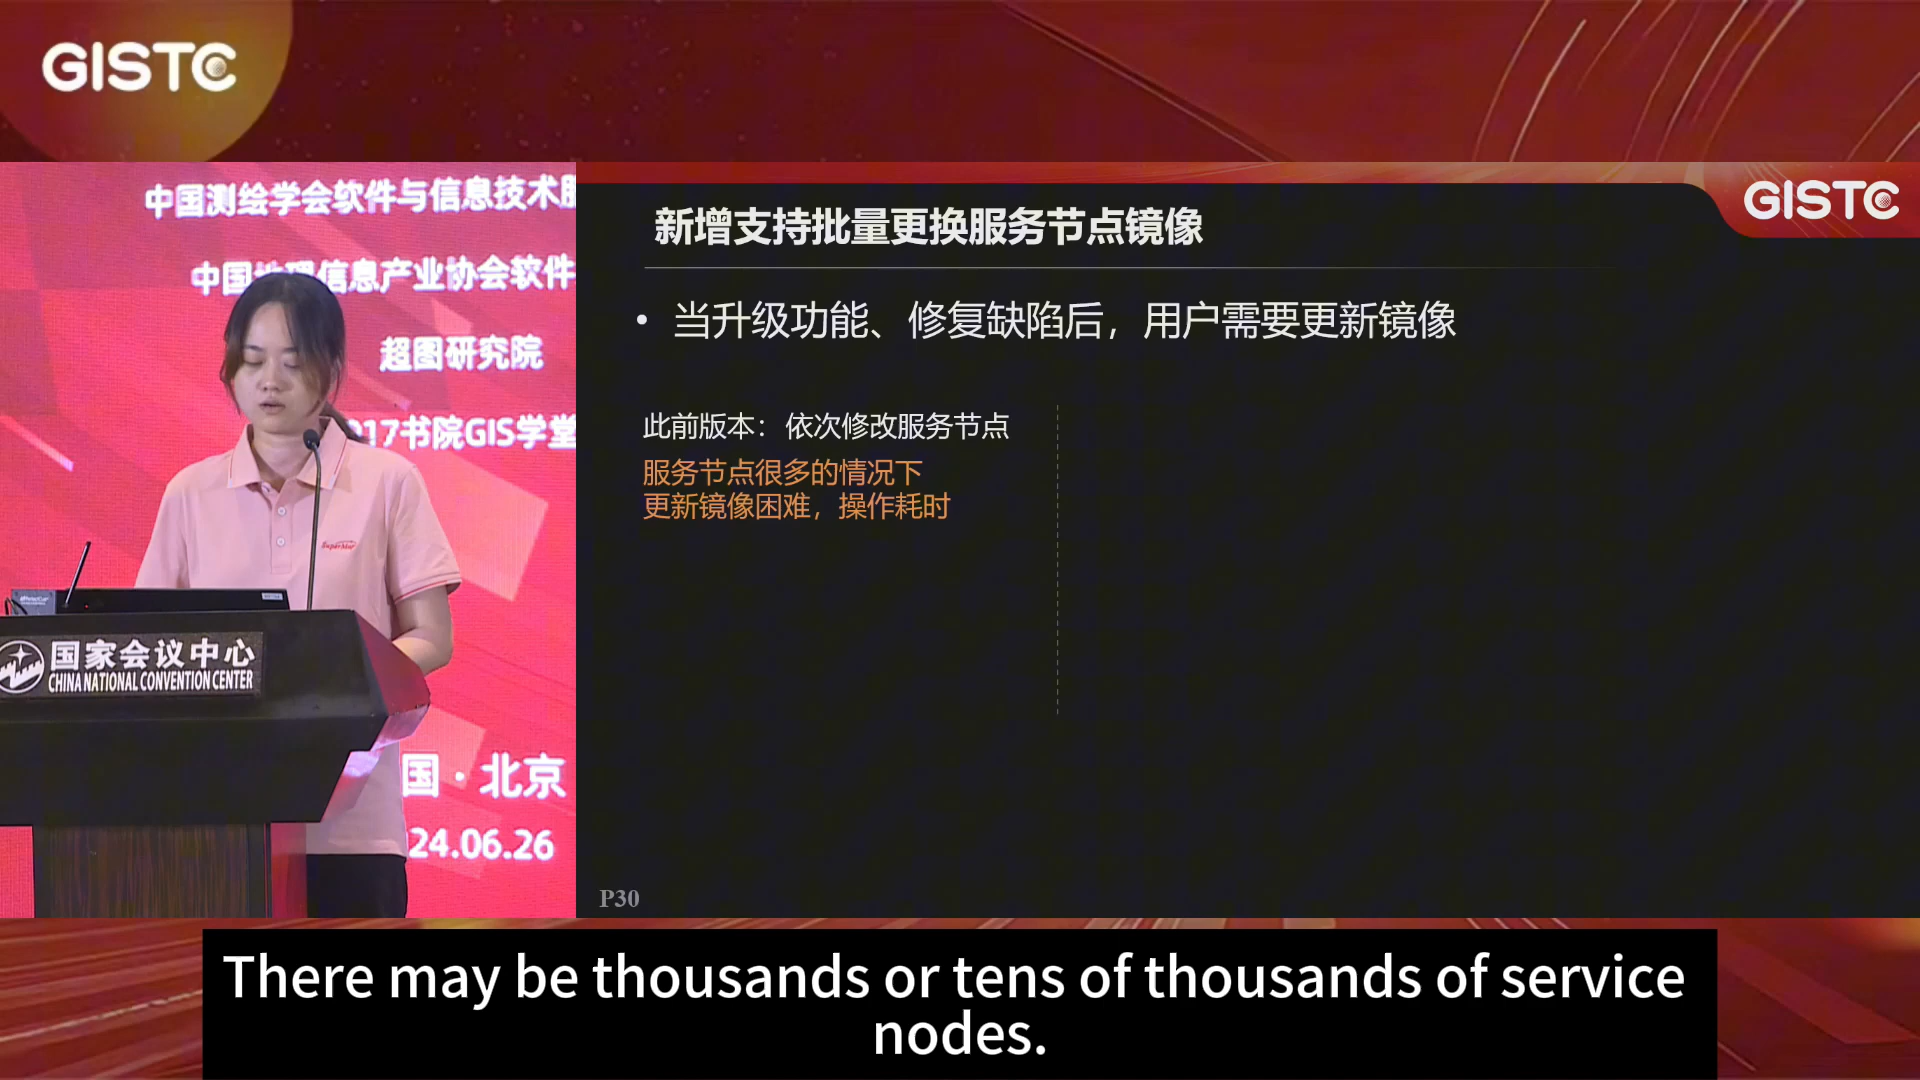 GISTC
中国测绘学会软件与信息技术
中国地理信息产业协会软件
超图研究院
017书院GIS学堂
SuperMap
国家会议中心
CHINA NATIONAL CONVENTION CENTER
国·北京
24.06.26
GISTC
新增支持批量更换服务节点镜像
• 当升级功能、修复缺陷后，用户需要更新镜像
此前版本：依次修改服务节点
服务节点很多的情况下
更新镜像困难，操作耗时
P30
There may be thousands or tens of thousands of service
nodes.